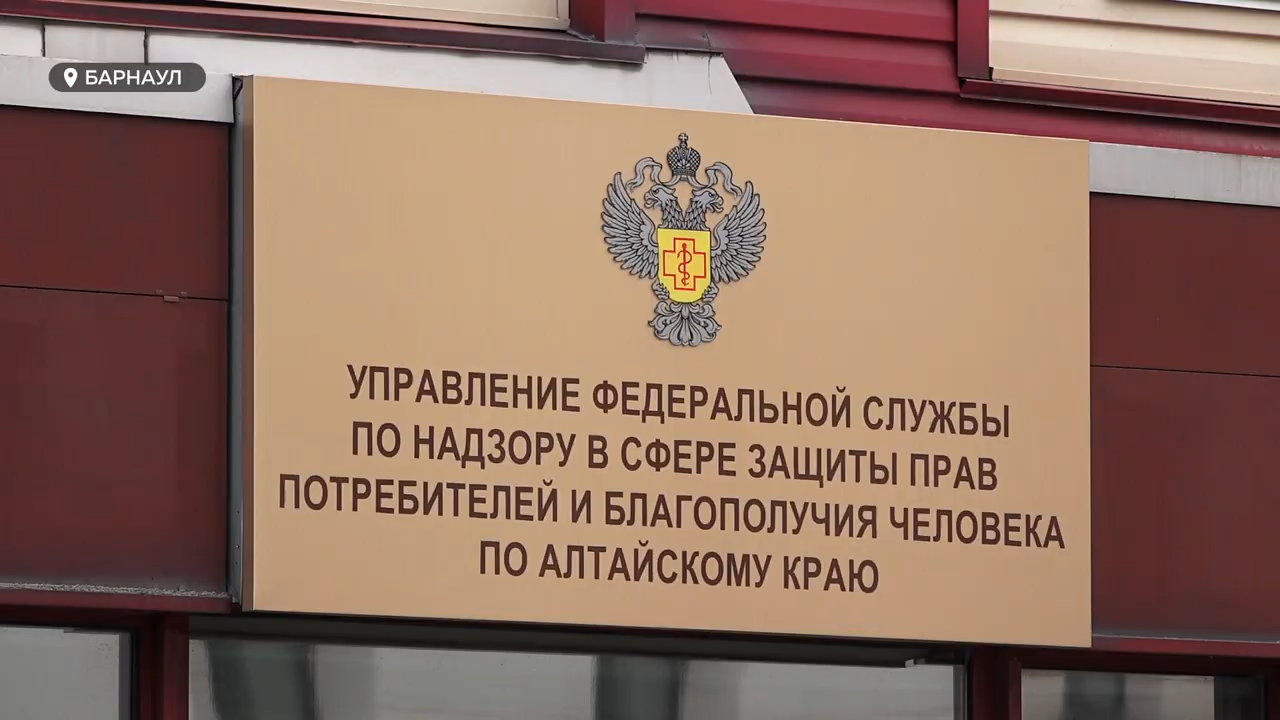 БАРНАУЛ
УПРАВЛЕНИЕ ФЕДЕРАЛЬНОЙ СЛУЖБЫ
ПО НАДЗОРУ В СФЕРЕ ЗАЩИТЫ ПРАВ
ПОТРЕБИТЕЛЕЙ И БЛАГОПОЛУЧИЯ ЧЕЛОВЕКА
ПО АЛТАЙСКОМУ КРАЮ